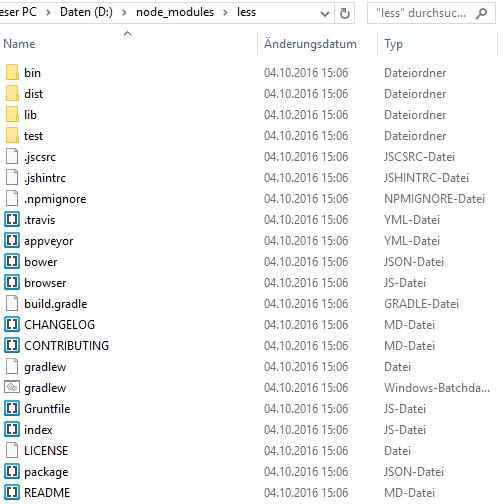 eser PC > Daten (D:) > node_modules > less
"less" durchsuc...
Name Änderungsdatum Typ
bin 04.10.2016 15:06 Dateiordner
dist 04.10.2016 15:06 Dateiordner
lib 04.10.2016 15:06 Dateiordner
test 04.10.2016 15:06 Dateiordner
.jscsrc 04.10.2016 15:06 JSCSRC-Datei
.jshintrc 04.10.2016 15:06 JSHINTRC-Datei
.npmignore 04.10.2016 15:06 NPMIGNORE-Datei
.travis 04.10.2016 15:06 YML-Datei
appveyor 04.10.2016 15:06 YML-Datei
bower 04.10.2016 15:06 JSON-Datei
browser 04.10.2016 15:06 JS-Datei
build.gradle 04.10.2016 15:06 GRADLE-Datei
CHANGELOG 04.10.2016 15:06 MD-Datei
CONTRIBUTING 04.10.2016 15:06 MD-Datei
gradlew 04.10.2016 15:06 Datei
gradlew 04.10.2016 15:06 Windows-Batchda...
Gruntfile 04.10.2016 15:06 JS-Datei
index 04.10.2016 15:06 JS-Datei
LICENSE 04.10.2016 15:06 Datei
package 04.10.2016 15:06 JSON-Datei
README 04.10.2016 15:06 MD-Datei